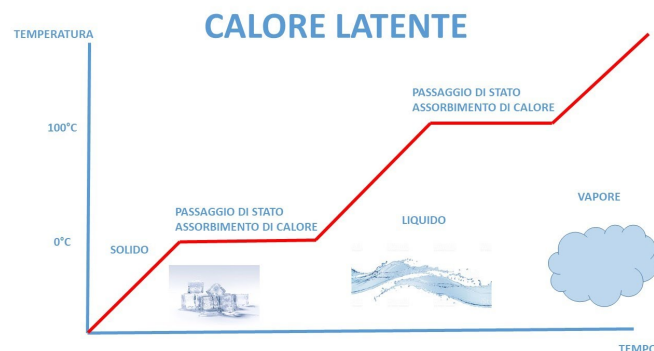 CALORE LATENTE
TEMPERATURA
PASSAGGIO DI STATO
ASSORBIMENTO DI CALORE
100°C
VAPORE
PASSAGGIO DI STATO
ASSORBIMENTO DI CALORE
LIQUIDO
0°C
SOLIDO
TEMPO